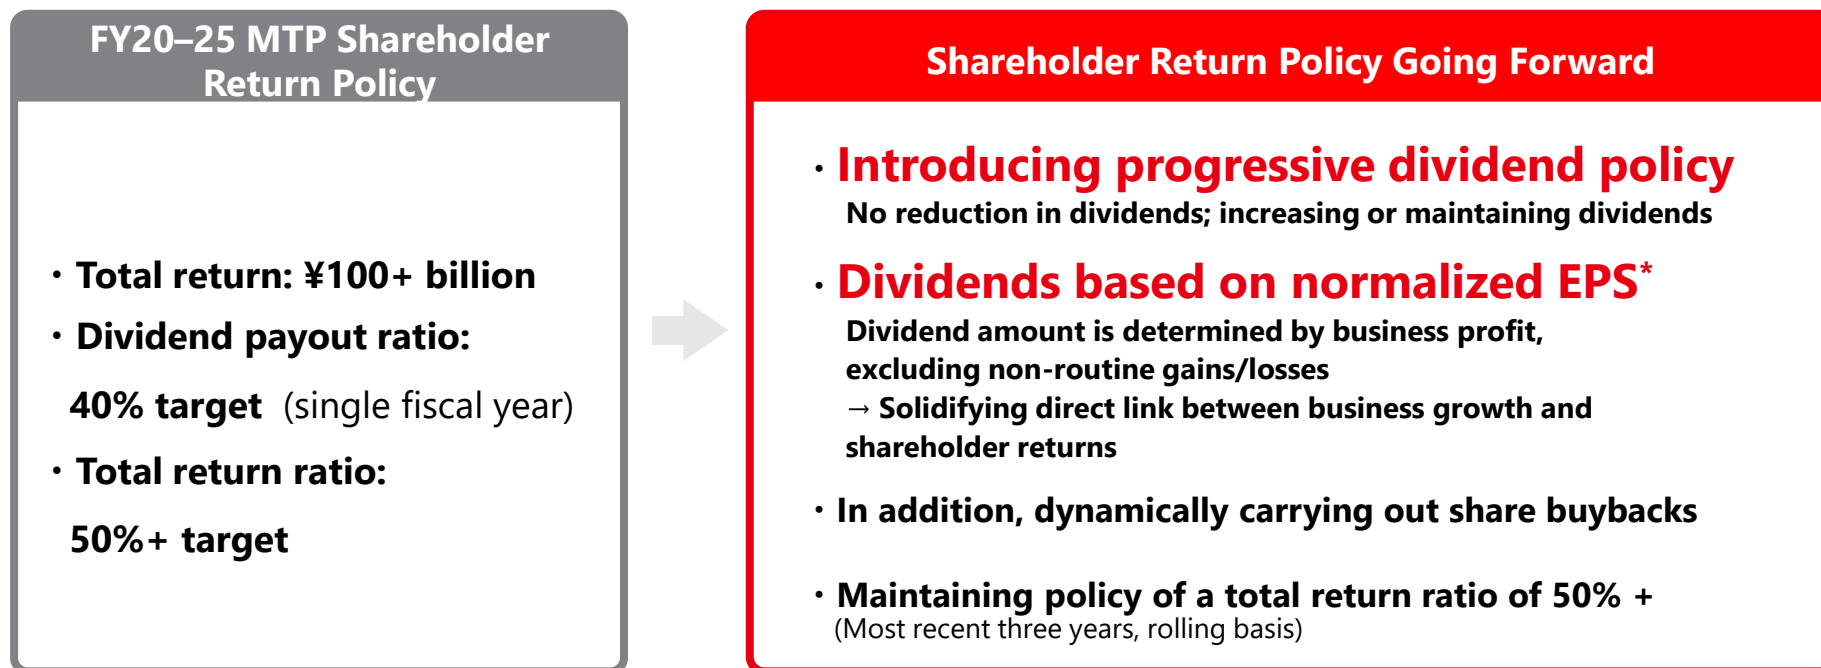 FY20–25 MTP Shareholder
Return Policy
・Total return: ¥100+ billion
・Dividend payout ratio:
40% target (single fiscal year)
・Total return ratio:
50%+ target
Shareholder Return Policy Going Forward
・Introducing progressive dividend policy
No reduction in dividends; increasing or maintaining dividends
・Dividends based on normalized EPS*
Dividend amount is determined by business profit,
excluding non-routine gains/losses
→ Solidifying direct link between business growth and
shareholder returns
・In addition, dynamically carrying out share buybacks
・Maintaining policy of a total return ratio of 50% +
(Most recent three years, rolling basis)